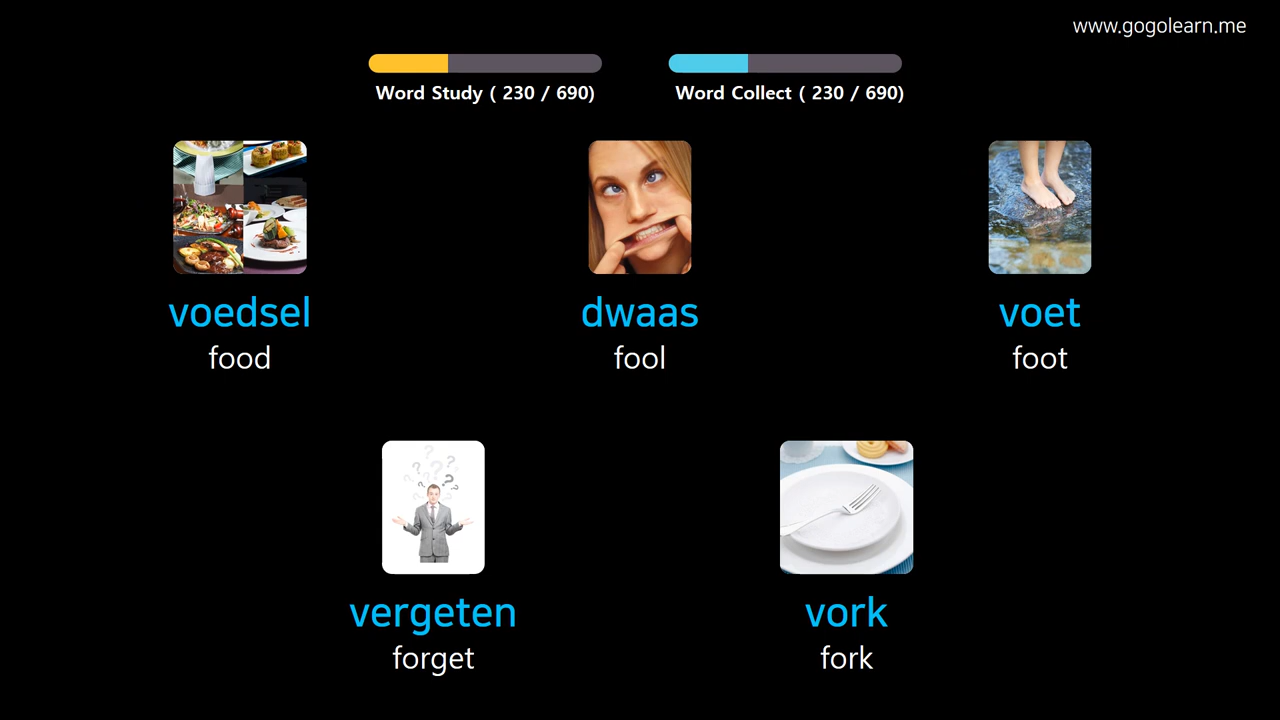 www.gogolearn.me
Word Study ( 230 / 690)
Word Collect ( 230 / 690)
voedsel
food
dwaas
fool
voet
foot
vergeten
forget
vork
fork